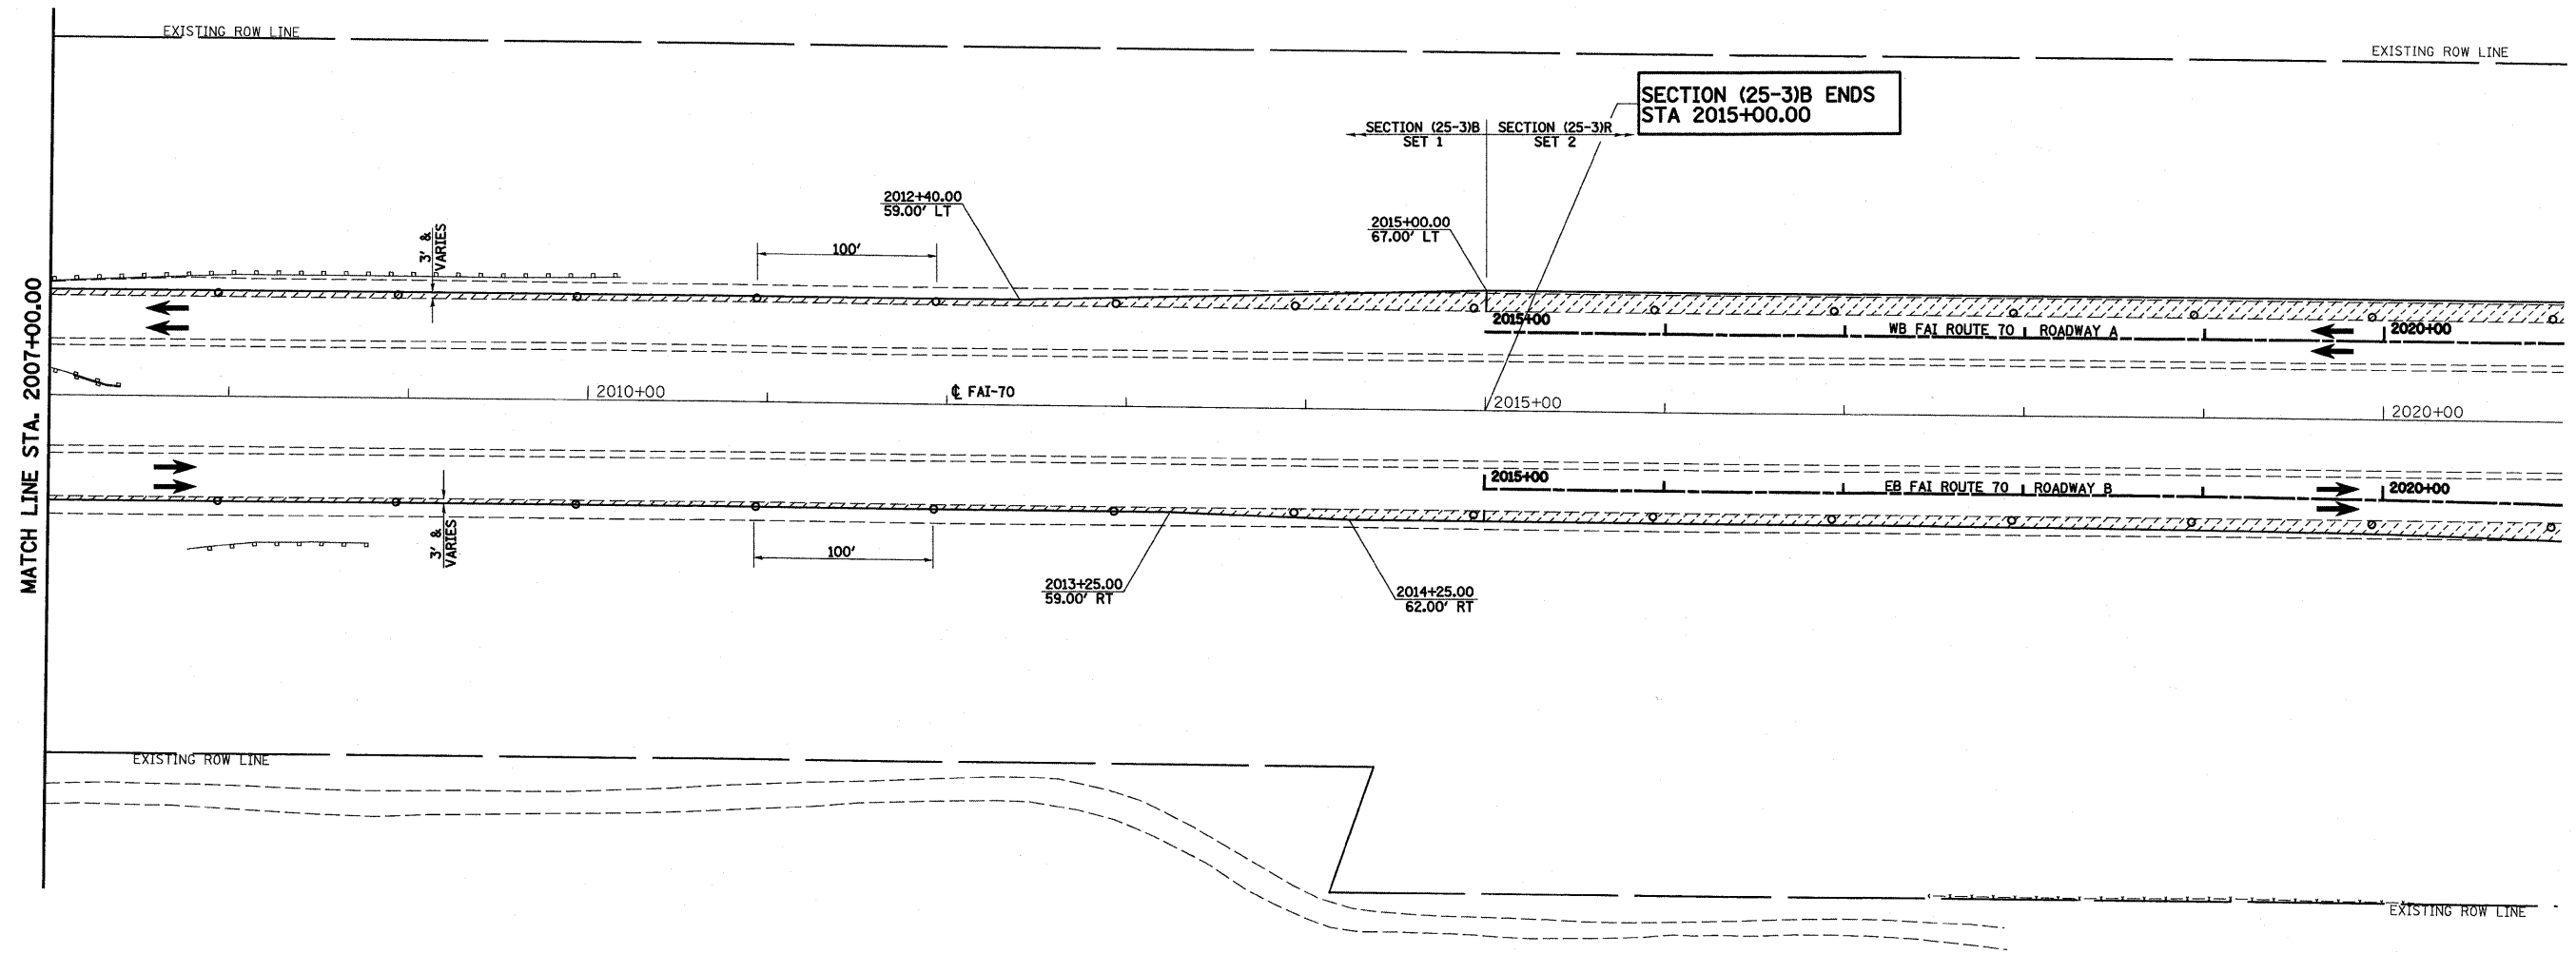 EXISTING ROW LINE
EXISTING ROW LINE
SECTION (25-3)B ENDS
STA 2015+00.00
SECTION (25-3)B
SET 1
SECTION (25-3)R
SET 2
2012+40.00
59.00' LT
2015+00.00
67.00' LT
3' &
VARIES
100'
MATCH LINE STA. 2007+00.00
2015+00
WB FAI ROUTE 70
ROADWAY A
2020+00
2010+00
℄ FAI-70
2015+00
2020+00
2015+00
EB FAI ROUTE 70
ROADWAY B
2020+00
3' &
VARIES
100'
2013+25.00
59.00' RT
2014+25.00
62.00' RT
EXISTING ROW LINE
EXISTING ROW LINE